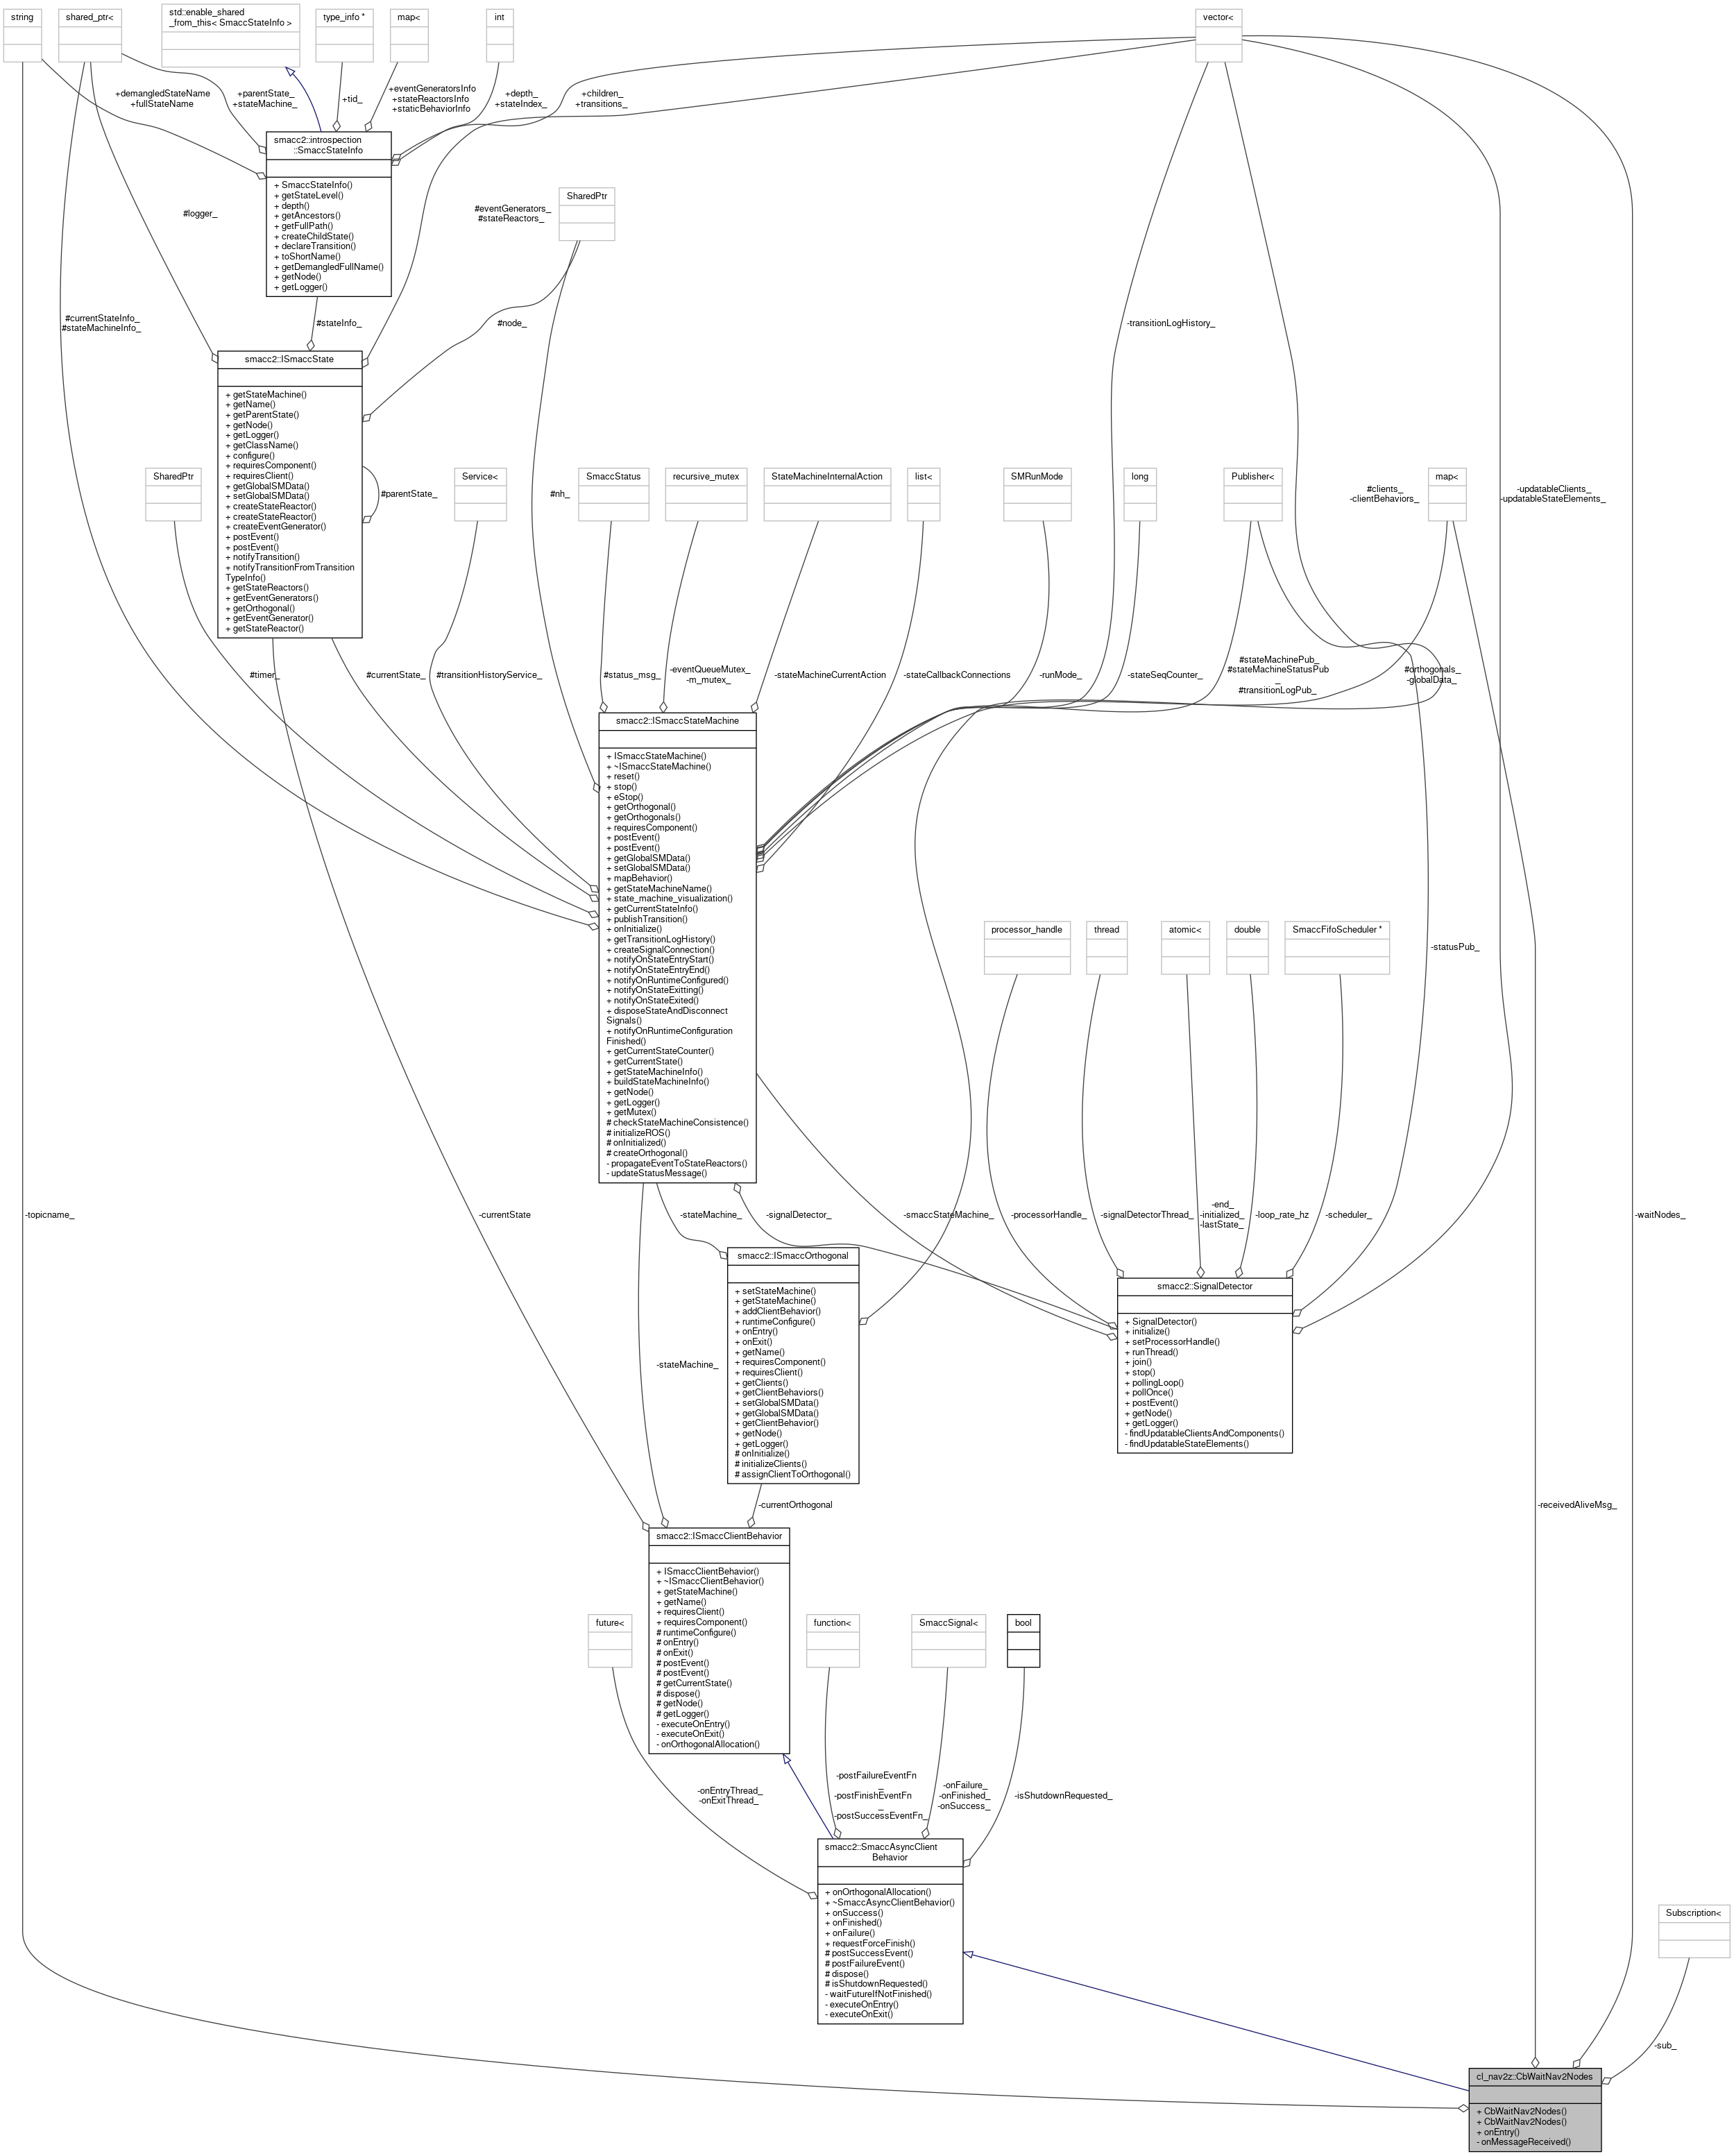 string
shared_ptr<
std::enable_shared
_from_this< SmaccStateInfo >
type_info *
map<
int
vector<
+demangledStateName
+fullStateName
+parentState_
+stateMachine_
+tid_
+eventGeneratorsInfo
+stateReactorsInfo
+staticBehaviorInfo
+depth_
+stateIndex_
+children_
+transitions_
smacc2::introspection
::SmaccStateInfo
+ SmaccStateInfo()
+ getStateLevel()
+ depth()
+ getAncestors()
+ getFullPath()
+ createChildState()
+ declareTransition()
+ toShortName()
+ getDemangledFullName()
+ getNode()
+ getLogger()
#logger_
#eventGenerators_
#stateReactors_
SharedPtr
#currentStateInfo_
#stateMachineInfo_
#stateInfo_
#node_
-transitionLogHistory_
smacc2::ISmaccState
+ getStateMachine()
+ getName()
+ getParentState()
+ getNode()
+ getLogger()
+ getClassName()
+ configure()
+ requiresComponent()
+ requiresClient()
+ getGlobalSMData()
+ setGlobalSMData()
+ createStateReactor()
+ createStateReactor()
+ createEventGenerator()
+ postEvent()
+ postEvent()
+ notifyTransition()
+ notifyTransitionFromTransition
TypeInfo()
+ getStateReactors()
+ getEventGenerators()
+ getOrthogonal()
+ getEventGenerator()
+ getStateReactor()
#parentState_
#nh_
#clients_
-clientBehaviors_
-updatableClients_
-updatableStateElements_
SharedPtr
Service<
SmaccStatus
recursive_mutex
StateMachineInternalAction
list<
SMRunMode
long
Publisher<
map<
#timer_
#currentState_
#transitionHistoryService_
#status_msg_
-eventQueueMutex_
-m_mutex_
-stateMachineCurrentAction
-stateCallbackConnections
-runMode_
-stateSeqCounter_
#stateMachinePub_
#stateMachineStatusPub
_
#transitionLogPub_
#orthogonals_
-globalData_
smacc2::ISmaccStateMachine
+ ISmaccStateMachine()
+ ~ISmaccStateMachine()
+ reset()
+ stop()
+ eStop()
+ getOrthogonal()
+ getOrthogonals()
+ requiresComponent()
+ postEvent()
+ postEvent()
+ getGlobalSMData()
+ setGlobalSMData()
+ mapBehavior()
+ getStateMachineName()
+ state_machine_visualization()
+ getCurrentStateInfo()
+ publishTransition()
+ onInitialize()
+ getTransitionLogHistory()
+ createSignalConnection()
+ notifyOnStateEntryStart()
+ notifyOnStateEntryEnd()
+ notifyOnRuntimeConfigured()
+ notifyOnStateExitting()
+ notifyOnStateExited()
+ disposeStateAndDisconnect
Signals()
+ notifyOnRuntimeConfiguration
Finished()
+ getCurrentStateCounter()
+ getCurrentState()
+ getStateMachineInfo()
+ buildStateMachineInfo()
+ getNode()
+ getLogger()
+ getMutex()
# checkStateMachineConsistence()
# initializeROS()
# onInitialized()
# createOrthogonal()
- propagateEventToStateReactors()
- updateStatusMessage()
processor_handle
thread
atomic<
double
SmaccFifoScheduler *
-statusPub_
-topicname_
-currentState
-stateMachine_
-signalDetector_
-smaccStateMachine_
-processorHandle_
-signalDetectorThread_
-end_
-initialized_
-lastState_
-loop_rate_hz
-scheduler_
-waitNodes_
smacc2::ISmaccOrthogonal
+ setStateMachine()
+ getStateMachine()
+ addClientBehavior()
+ runtimeConfigure()
+ onEntry()
+ onExit()
+ getName()
+ requiresComponent()
+ requiresClient()
+ getClients()
+ getClientBehaviors()
+ setGlobalSMData()
+ getGlobalSMData()
+ getClientBehavior()
+ getNode()
+ getLogger()
# onInitialize()
# initializeClients()
# assignClientToOrthogonal()
smacc2::SignalDetector
+ SignalDetector()
+ initialize()
+ setProcessorHandle()
+ runThread()
+ join()
+ stop()
+ pollingLoop()
+ pollOnce()
+ postEvent()
+ getNode()
+ getLogger()
- findUpdatableClientsAndComponents()
- findUpdatableStateElements()
-stateMachine_
-currentOrthogonal
-receivedAliveMsg_
smacc2::ISmaccClientBehavior
+ ISmaccClientBehavior()
+ ~ISmaccClientBehavior()
+ getStateMachine()
+ getName()
+ requiresClient()
+ requiresComponent()
# runtimeConfigure()
# onEntry()
# onExit()
# postEvent()
# postEvent()
# getCurrentState()
# dispose()
# getNode()
# getLogger()
- executeOnEntry()
- executeOnExit()
- onOrthogonalAllocation()
future<
function<
SmaccSignal<
bool
-onEntryThread_
-onExitThread_
-postFailureEventFn
_
-postFinishEventFn
_
-postSuccessEventFn_
-onFailure_
-onFinished_
-onSuccess_
-isShutdownRequested_
smacc2::SmaccAsyncClient
Behavior
+ onOrthogonalAllocation()
+ ~SmaccAsyncClientBehavior()
+ onSuccess()
+ onFinished()
+ onFailure()
+ requestForceFinish()
# postSuccessEvent()
# postFailureEvent()
# dispose()
# isShutdownRequested()
- waitFutureIfNotFinished()
- executeOnEntry()
- executeOnExit()
Subscription<
-sub_
cl_nav2z::CbWaitNav2Nodes
+ CbWaitNav2Nodes()
+ CbWaitNav2Nodes()
+ onEntry()
- onMessageReceived()